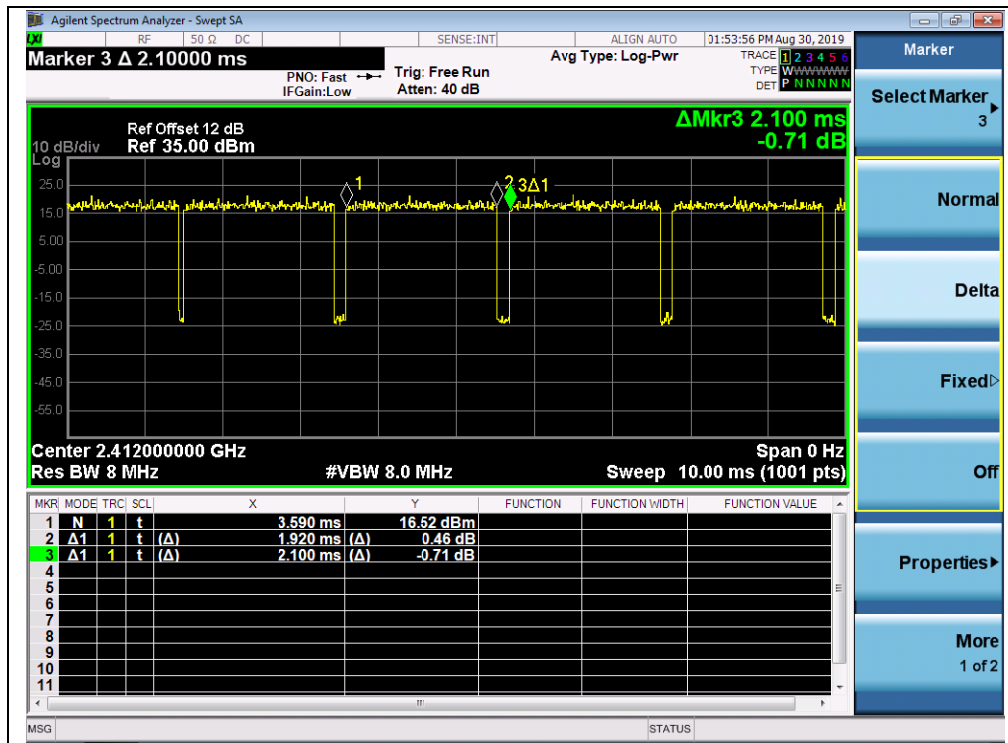 Agilent Spectrum Analyzer - Swept SA
LXI RF 50 Ω DC SENSE:INT ALIGN AUTO 01:53:56 PM Aug 30, 2019
Marker 3 Δ 2.10000 ms
PNO: Fast
IFGain:Low
Trig: Free Run
Atten: 40 dB
Avg Type: Log-Pwr
TRACE 1 2 3 4 5 6
TYPE WWWWWW
DET P N N N N N
Marker
Select Marker
3
Normal
Delta
Fixed
Off
Properties
More
1 of 2
ΔMkr3 2.100 ms
-0.71 dB
Ref Offset 12 dB
10 dB/div Ref 35.00 dBm
Log
25.0
15.0
5.00
-5.00
-15.0
-25.0
-35.0
-45.0
-55.0
1
2
3Δ1
Center 2.412000000 GHz Span 0 Hz
Res BW 8 MHz #VBW 8.0 MHz Sweep 10.00 ms (1001 pts)
MKR MODE TRC SCL X Y FUNCTION FUNCTION WIDTH FUNCTION VALUE
1 N 1 t 3.590 ms 16.52 dBm
2 Δ1 1 t (Δ) 1.920 ms (Δ) 0.46 dB
3 Δ1 1 t (Δ) 2.100 ms (Δ) -0.71 dB
4
5
6
7
8
9
10
11
MSG STATUS